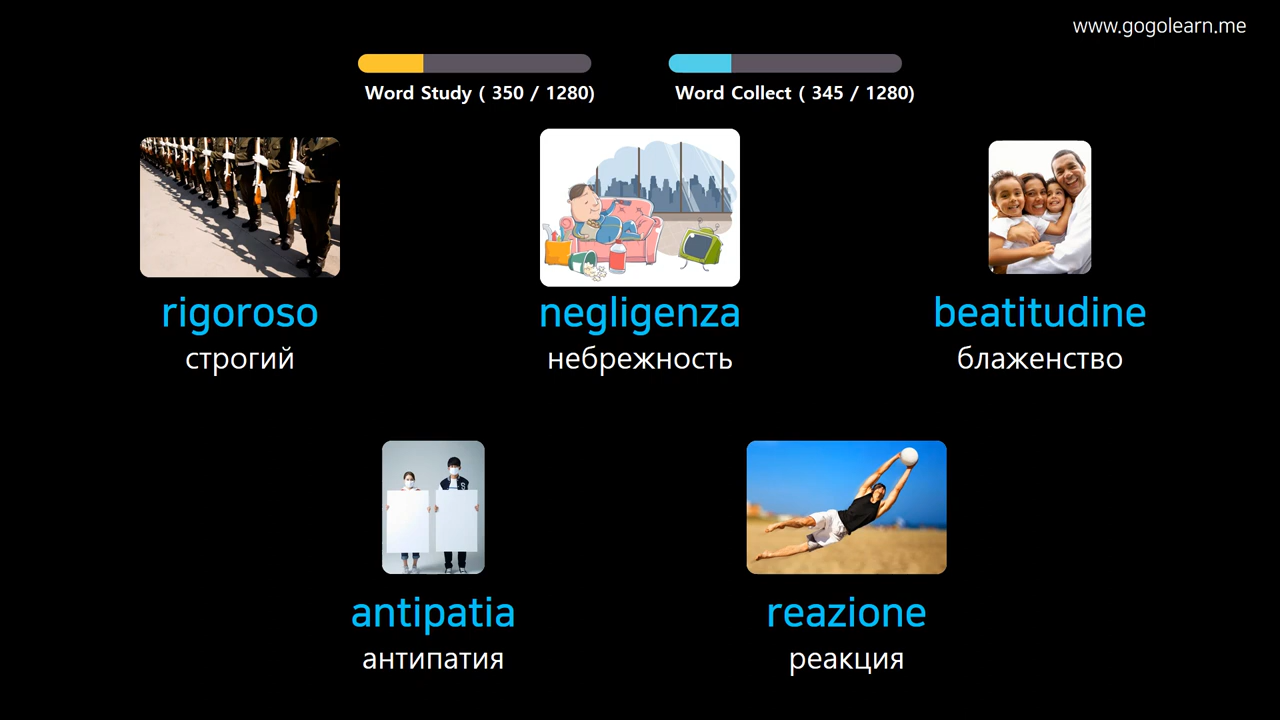 www.gogolearn.me
Word Study ( 350 / 1280)
Word Collect ( 345 / 1280)
rigoroso
строгий
negligenza
небрежность
beatitudine
блаженство
antipatia
антипатия
reazione
реакция